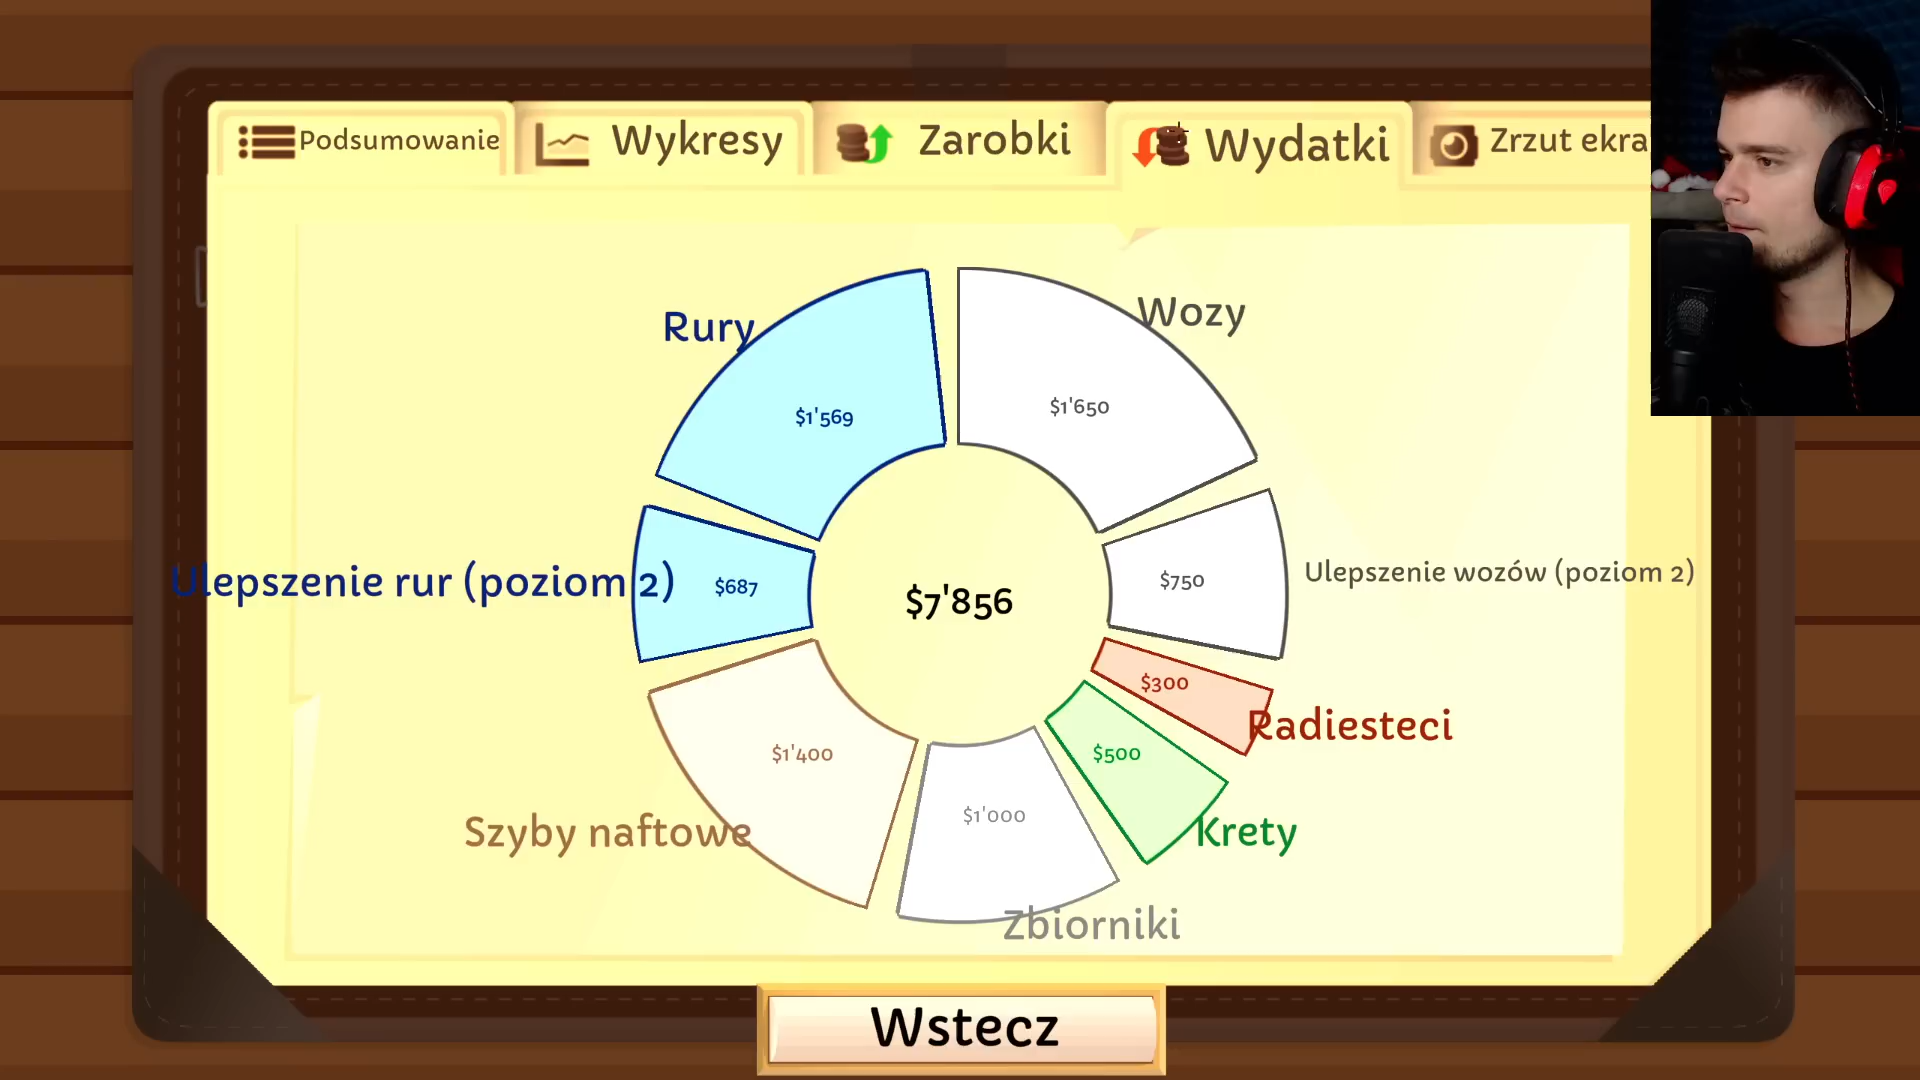 Podsumowanie
Wykresy
Zarobki
Wydatki
Zrzut ekra
Rury
Wozy
$1'569
$1'650
Ulepszenie rur (poziom 2)
$687
$7'856
$750
Ulepszenie wozów (poziom 2)
$300
Radiesteci
$1'400
$500
Szyby naftowe
$1'000
Krety
Zbiorniki
Wstecz